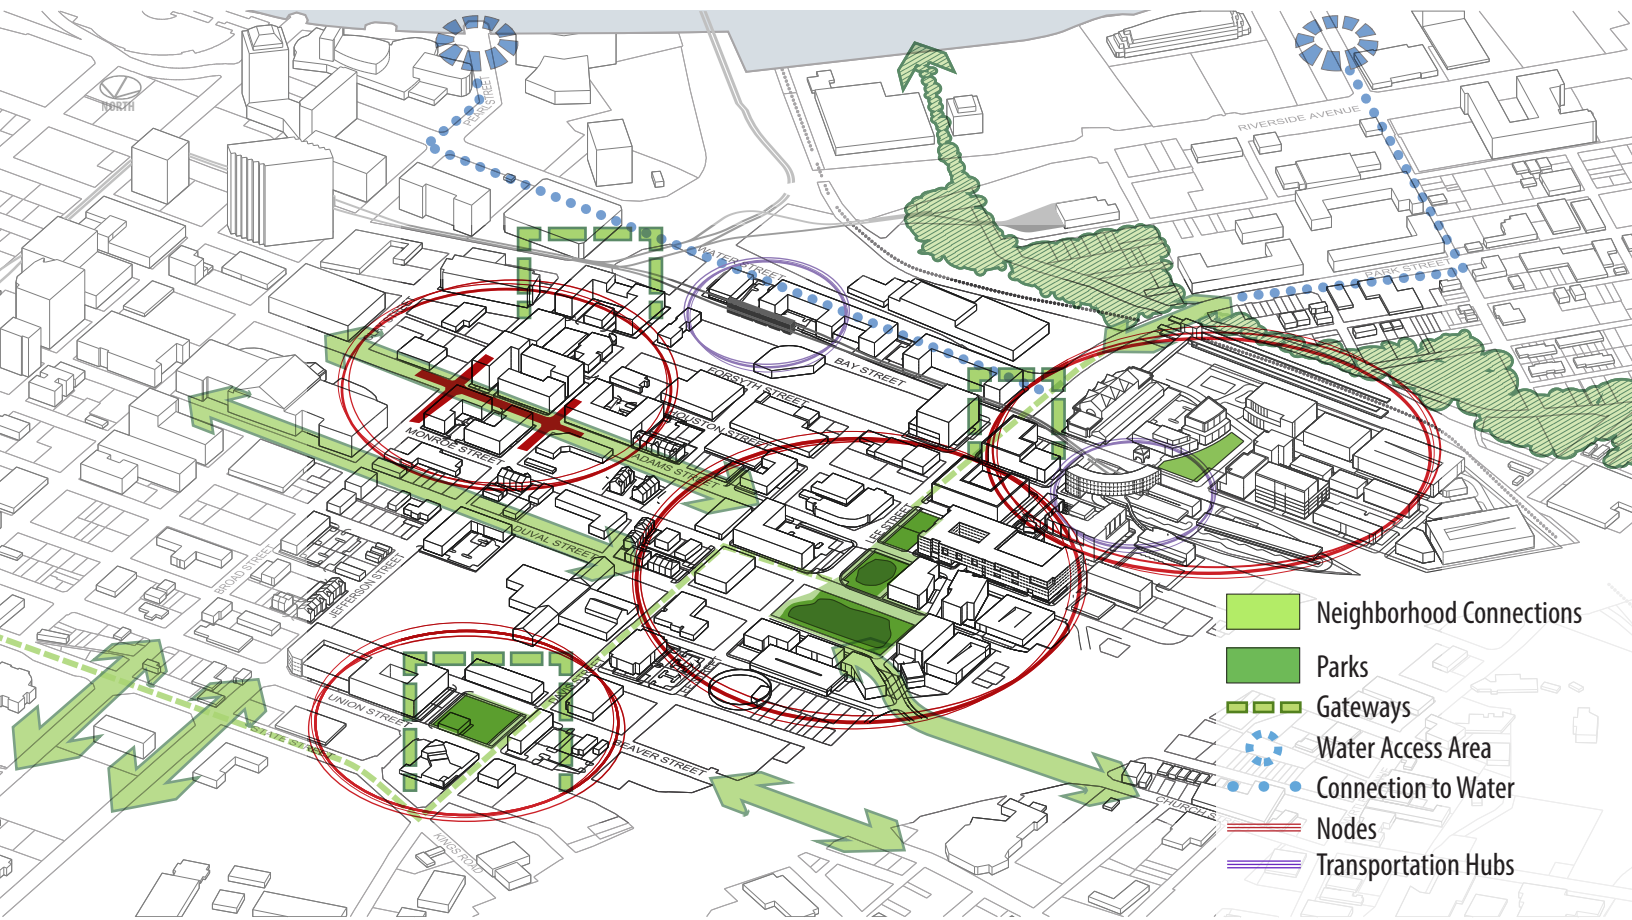 NORTH
PEARL STREET
RIVERSIDE AVENUE
WATER STREET
PARK STREET
BAY STREET
FORSYTH STREET
HOUSTON STREET
MONROE STREET
ADAMS STREET
LEE STREET
DUVAL STREET
BROAD STREET
JEFFERSON STREET
UNION STREET
STATE STREET
BEAVER STREET
KINGS ROAD
CHURCH S
Neighborhood Connections
Parks
Gateways
Water Access Area
Connection to Water
Nodes
Transportation Hubs